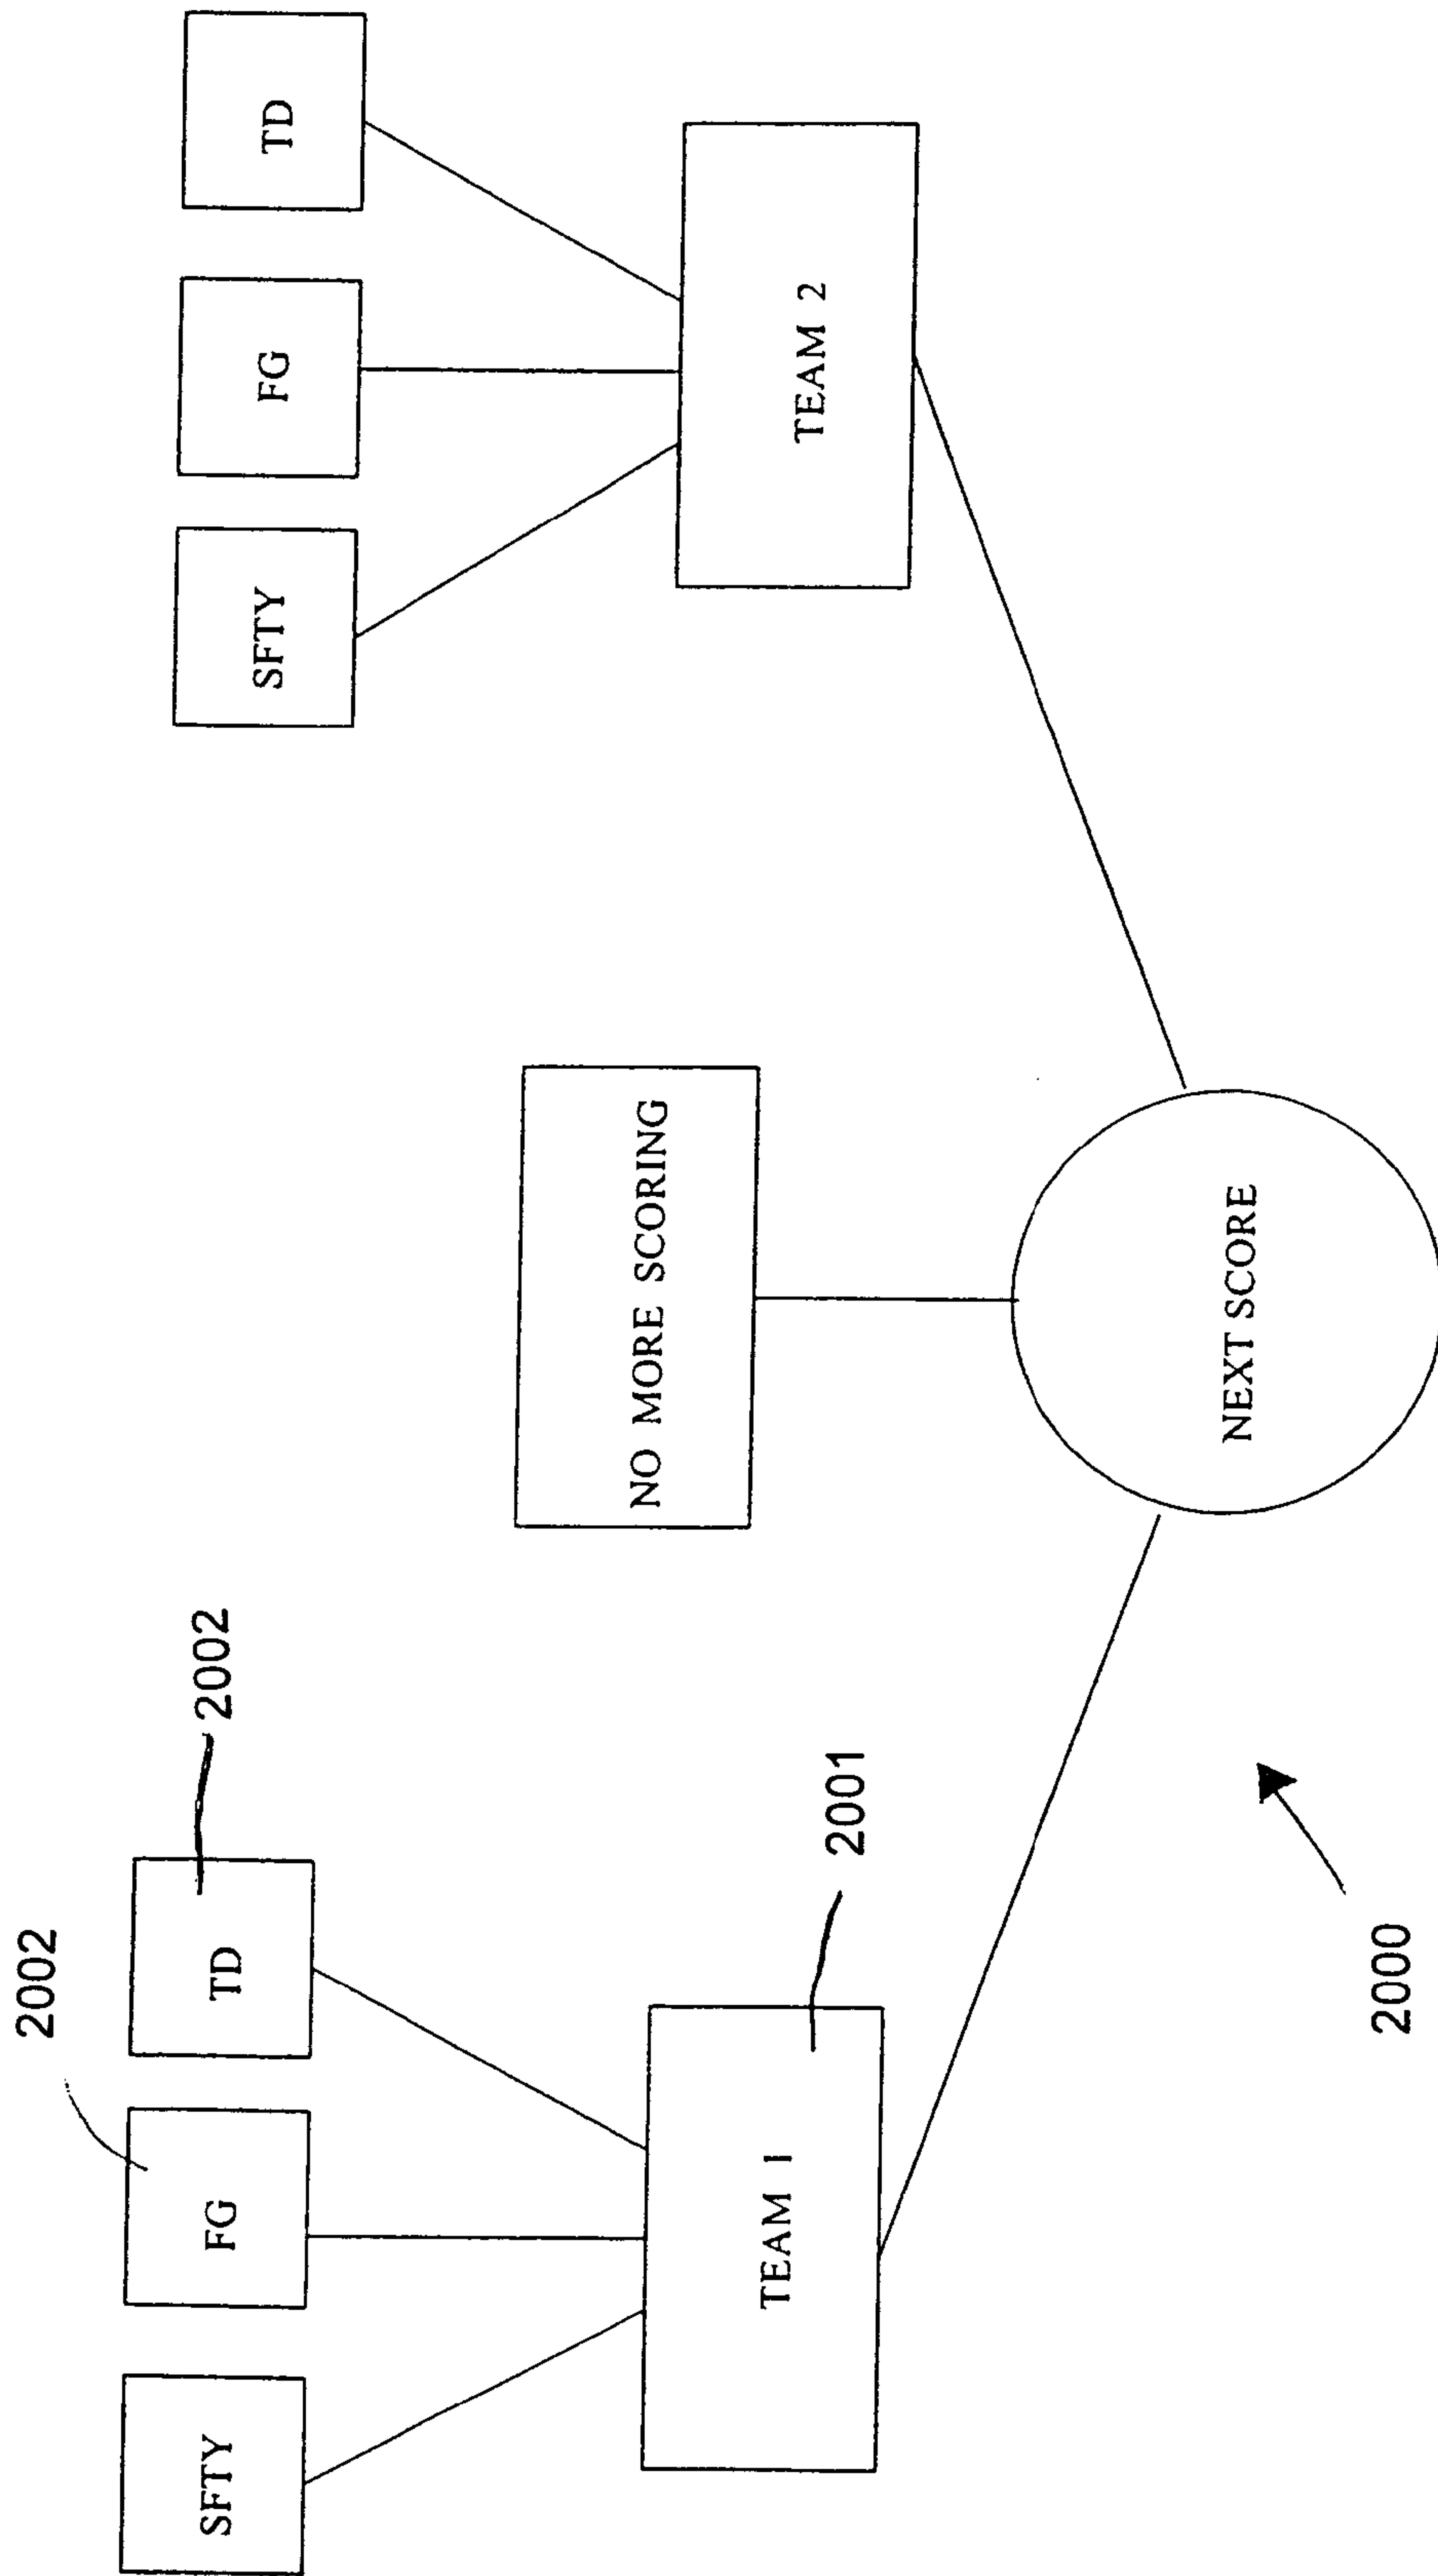 2002
2002
SFTY
FG
TD
SFTY
FG
TD
TEAM 1
2001
NO MORE SCORING
TEAM 2
NEXT SCORE
2000